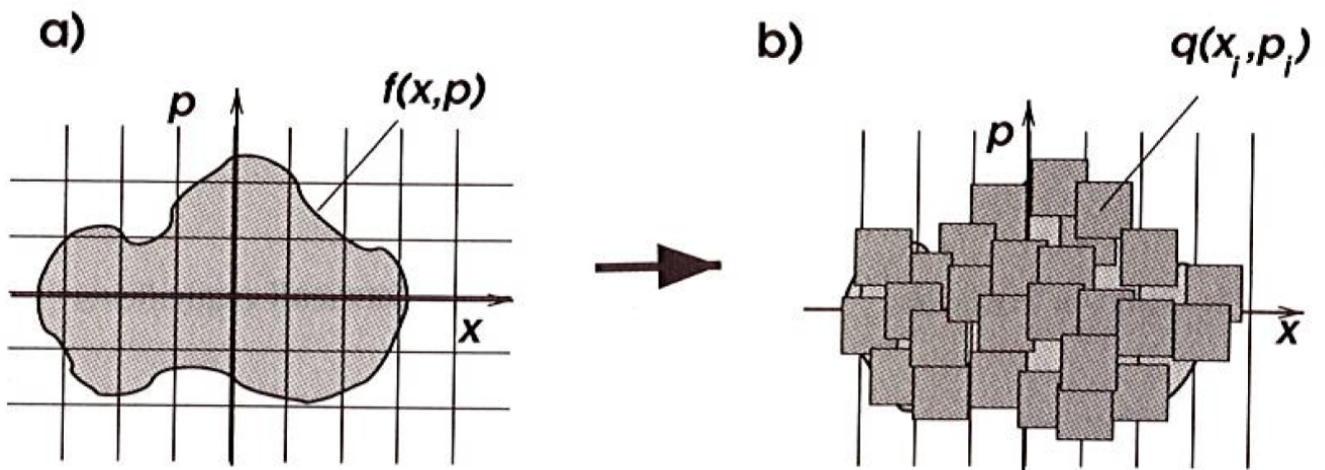 a)
p
f(x,p)
x
b)
q(x_i,p_i)
p
x